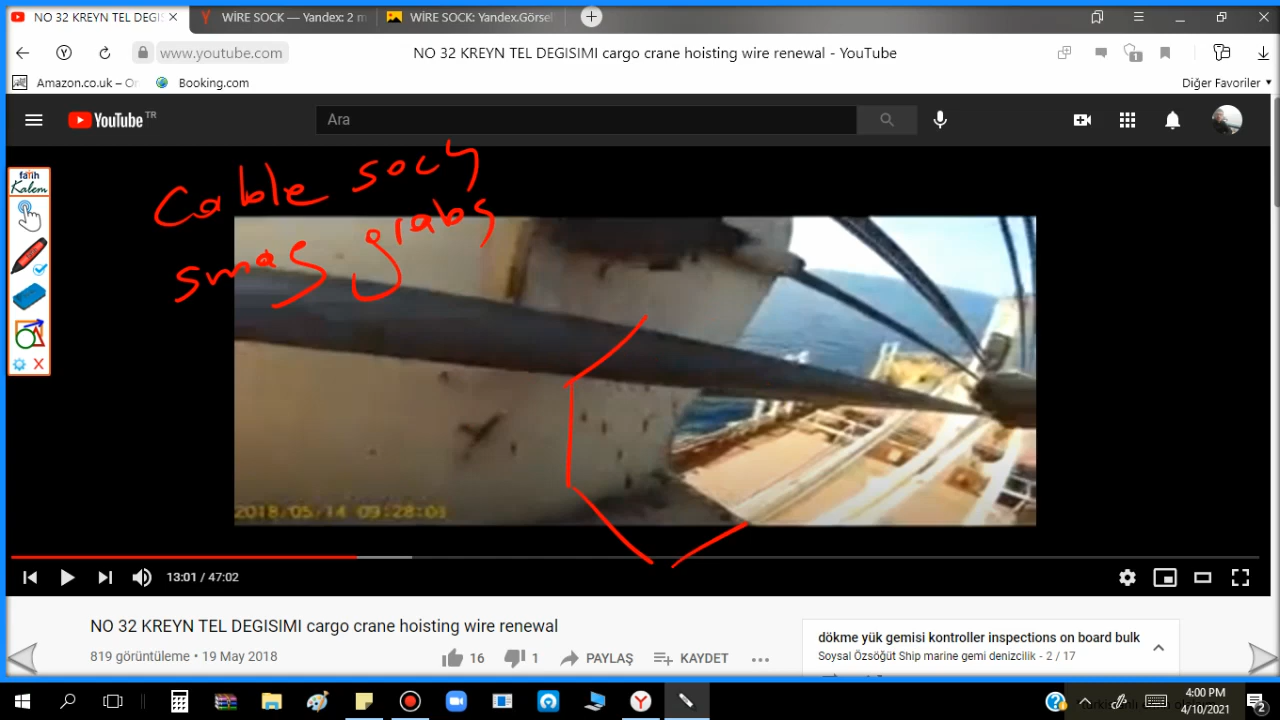 NO 32 KREYN TEL DEGIS
WİRE SOCK — Yandex: 2 m
WİRE SOCK: Yandex.Görsel
www.youtube.com
NO 32 KREYN TEL DEGISIMI cargo crane hoisting wire renewal - YouTube
1
Amazon.co.uk – On
Booking.com
Diğer Favoriler
YouTube TR
Ara
fatih
Kalem
Cable
grabs
2018/05/14 09:28:03
13:01 / 47:02
NO 32 KREYN TEL DEGISIMI cargo crane hoisting wire renewal
819 görüntüleme • 19 May 2018
16
1
PAYLAŞ
KAYDET
dökme yük gemisi kontroller inspections on board bulk
Soysal Özsöğüt Ship marine gemi denizcilik - 2 / 17
4:00 PM
4/10/2021
2